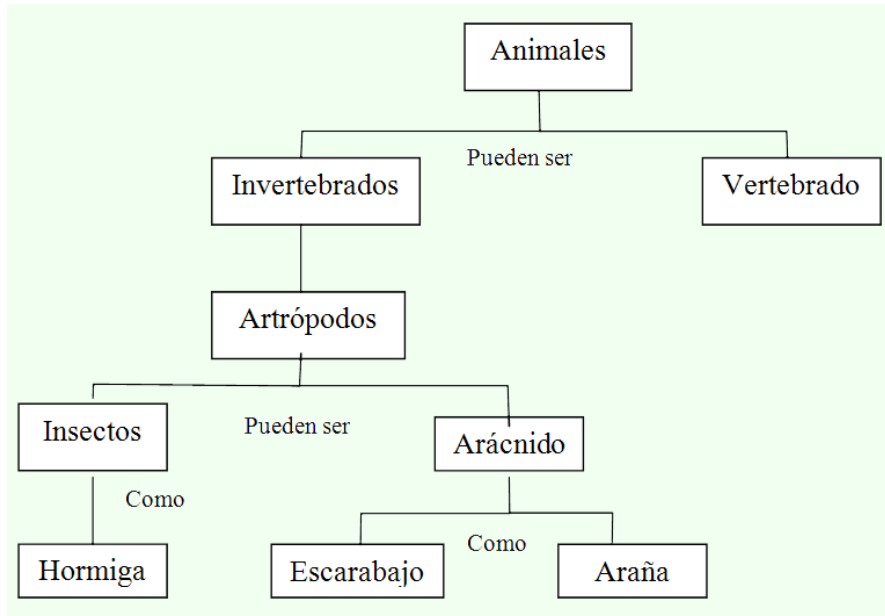 Animales
Pueden ser
Invertebrados
Vertebrado
Artrópodos
Insectos
Pueden ser
Arácnido
Como
Hormiga
Escarabajo
Como
Araña